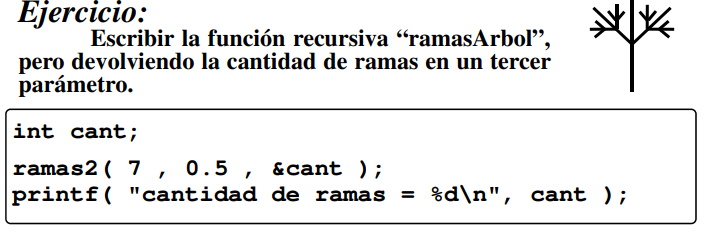 Ejercicio:
Escribir la función recursiva “ramasArbol”,
pero devolviendo la cantidad de ramas en un tercer
parámetro.
int cant;
ramas2( 7 , 0.5 , &cant );
printf( "cantidad de ramas = %d\n", cant );